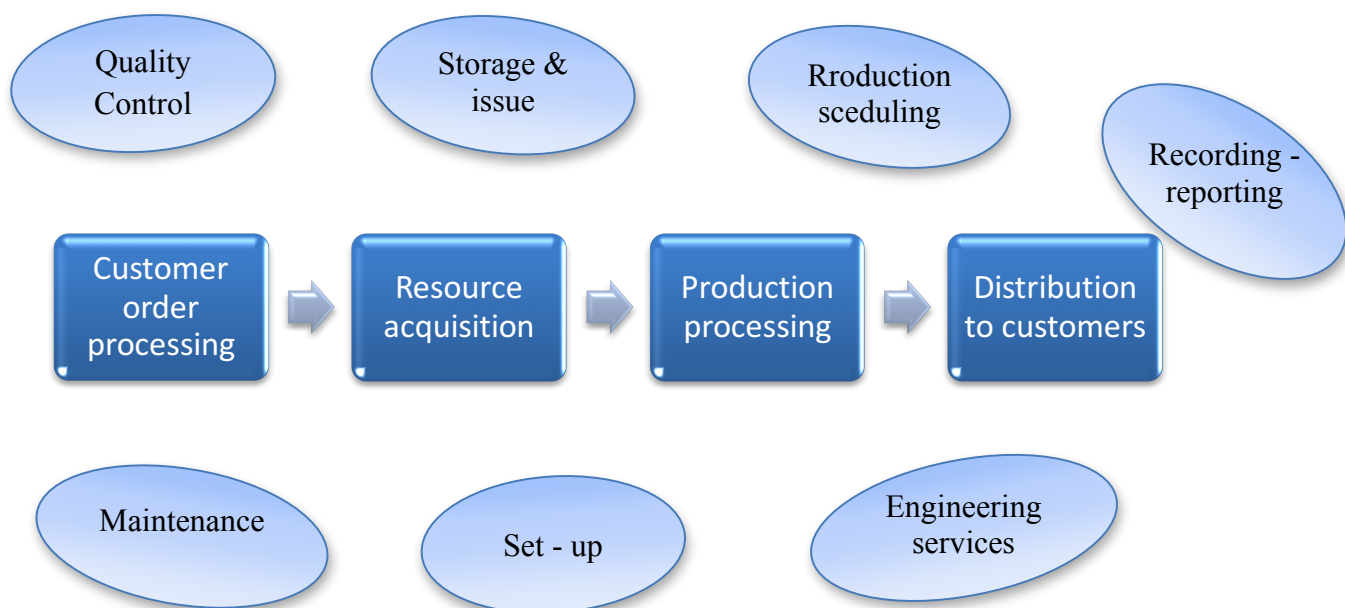 Quality
Control
Storage &
issue
Rroduction
sceduling
Recording -
reporting
Customer
order
processing
Resource
acquisition
Production
processing
Distribution
to customers
Maintenance
Set - up
Engineering
services